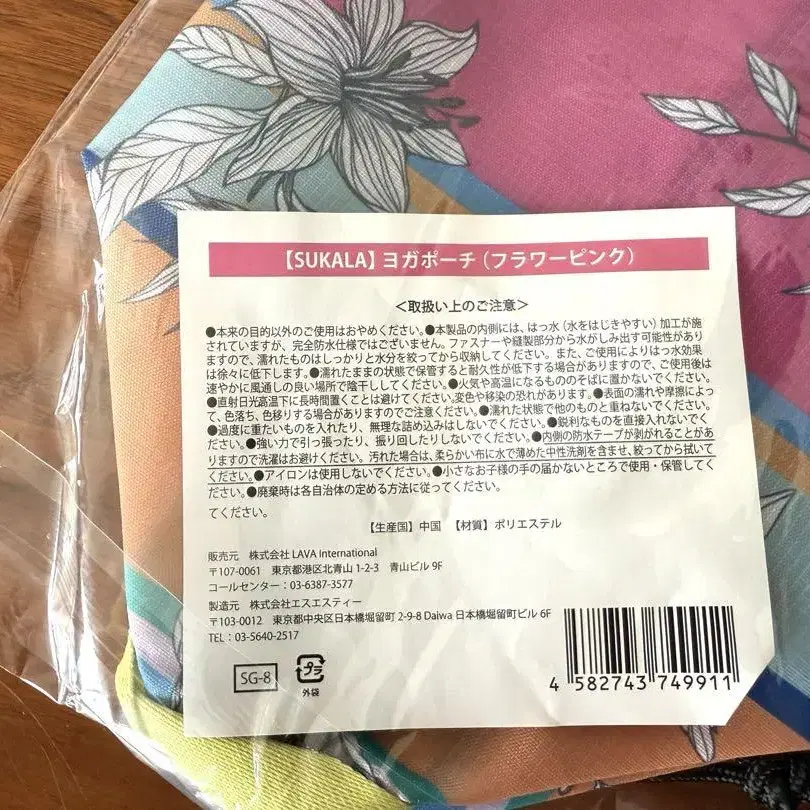 【SUKALA】ヨガポーチ（フラワーピンク）
＜取扱い上のご注意＞
●本来の目的以外のご使用はおやめください。●本製品の内側には、はっ水（水をはじきやすい）加工が施
されていますが、完全防水仕様ではございません。ファスナーや縫製部分から水がしみ出す可能性があり
ますので、濡れたものはしっかりと水分を絞ってから収納してください。また、ご使用によりはっ水効果
は徐々に低下します。●濡れたままの状態で保管すると耐久性が低下する場合がありますので、ご使用後は
速やかに風通しの良い場所で陰干ししてください。●火気や高温になるもののそばに置かないでください。
●直射日光高温下に長時間置くことは避けてください。変色や移染の恐れがあります。●表面の濡れや摩擦によっ
て、色落ち、色移りする場合がありますのでご注意ください。●濡れた状態で他のものと重ねないでください。
●過度に重たいものを入れたり、無理な詰め込みはしないでください。●鋭利なものを直接入れないでくだ
さい。●強い力で引っ張ったり、振り回したりしないでください。●内側の防水テープが剥がれることがあ
りますので洗濯はお避けください。汚れた場合は、柔らかい布に水で薄めた中性洗剤を含ませ、絞ってから拭いて
ください。●アイロンは使用しないでください。●小さなお子様の手の届かないところで使用・保管してく
ださい。●廃棄時は各自治体の定める方法に従ってください。
てください。
【生産国】中国 【材質】ポリエステル
販売元 株式会社 LAVA International
〒107-0061 東京都港区北青山 1-2-3 青山ビル 9F
コールセンター：03-6387-3577
製造元 株式会社エスエスティー
〒103-0012 東京都中央区日本橋堀留町 2-9-8 Daiwa 日本橋堀留町ビル 6F
TEL：03-5640-2517
SG-8
プラ
外袋
4 582743 749911